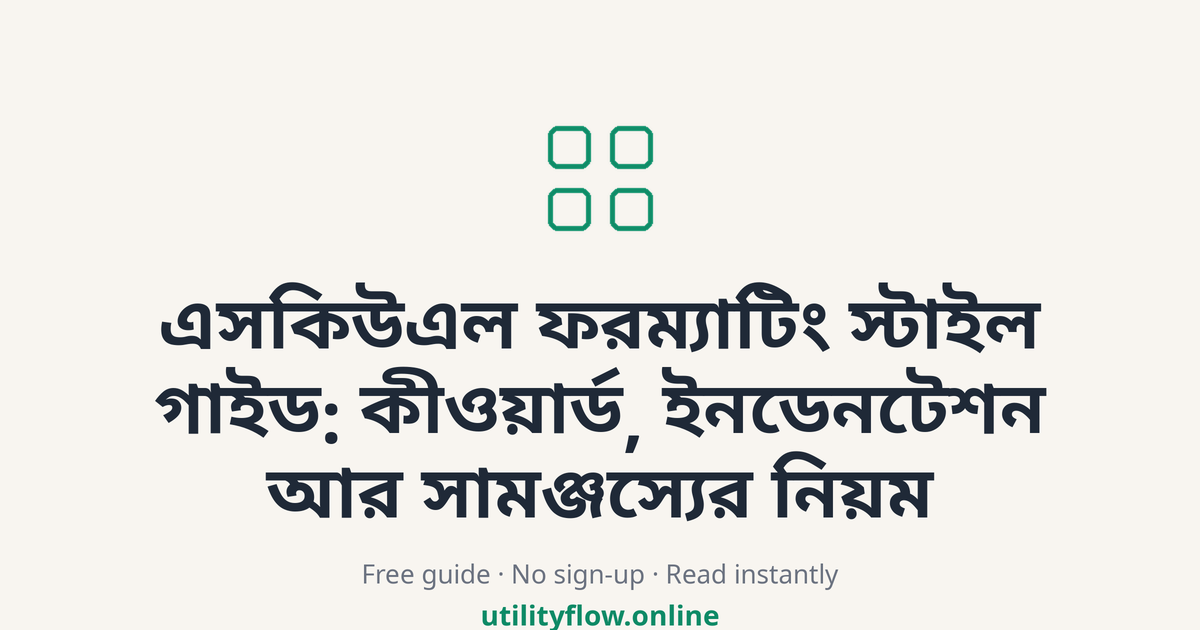 এসকিউএল ফরম্যাটিং স্টাইল
গাইড: কীওয়ার্ড, ইনডেনটেশন
আর সামঞ্জস্যের নিয়ম
Free guide · No sign-up · Read instantly
utilityflow.online